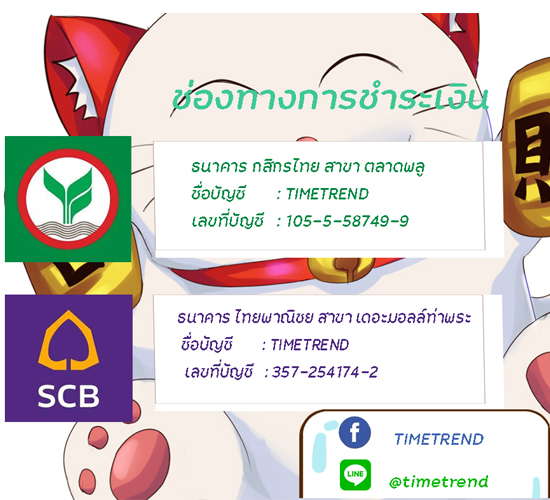 ช่องทางการชำระเงิน
ธนาคาร กสิกรไทย สาขา ตลาดพลู
ชื่อบัญชี : TIMETREND
เลขที่บัญชี : 105-5-58749-9
ธนาคาร ไทยพาณิชย สาขา เดอะมอลล์ท่าพระ
ชื่อบัญชี : TIMETREND
เลขที่บัญชี : 357-254174-2
SCB
TIMETREND
LINE
@timetrend